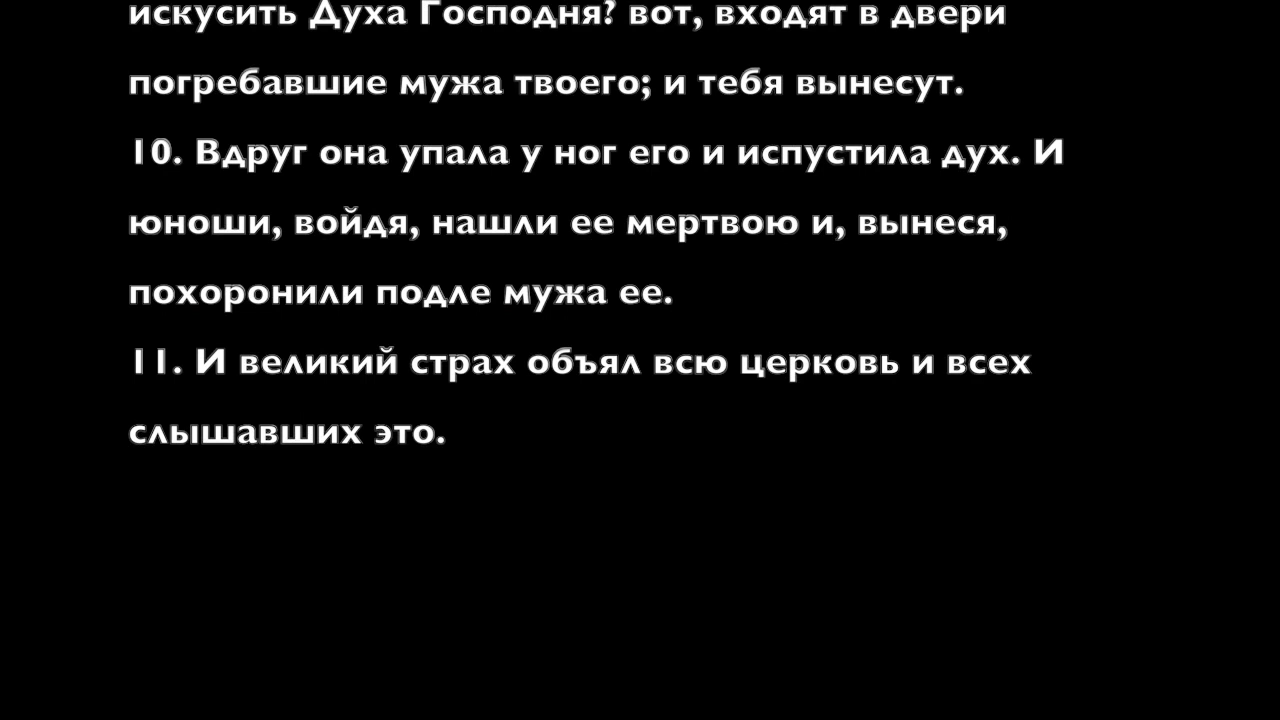 искусить Духа Господня? вот, входят в двери
погребавшие мужа твоего; и тебя вынесут.
10. Вдруг она упала у ног его и испустила дух. И
юноши, войдя, нашли ее мертвою и, вынеся,
похоронили подле мужа ее.
11. И великий страх объял всю церковь и всех
слышавших это.